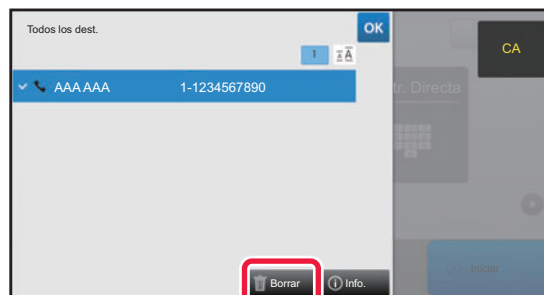 Todos los dest.
OK
CA
1
AAA AAA 1-1234567890
tr. Directa
Borrar
Info.
Iniciar